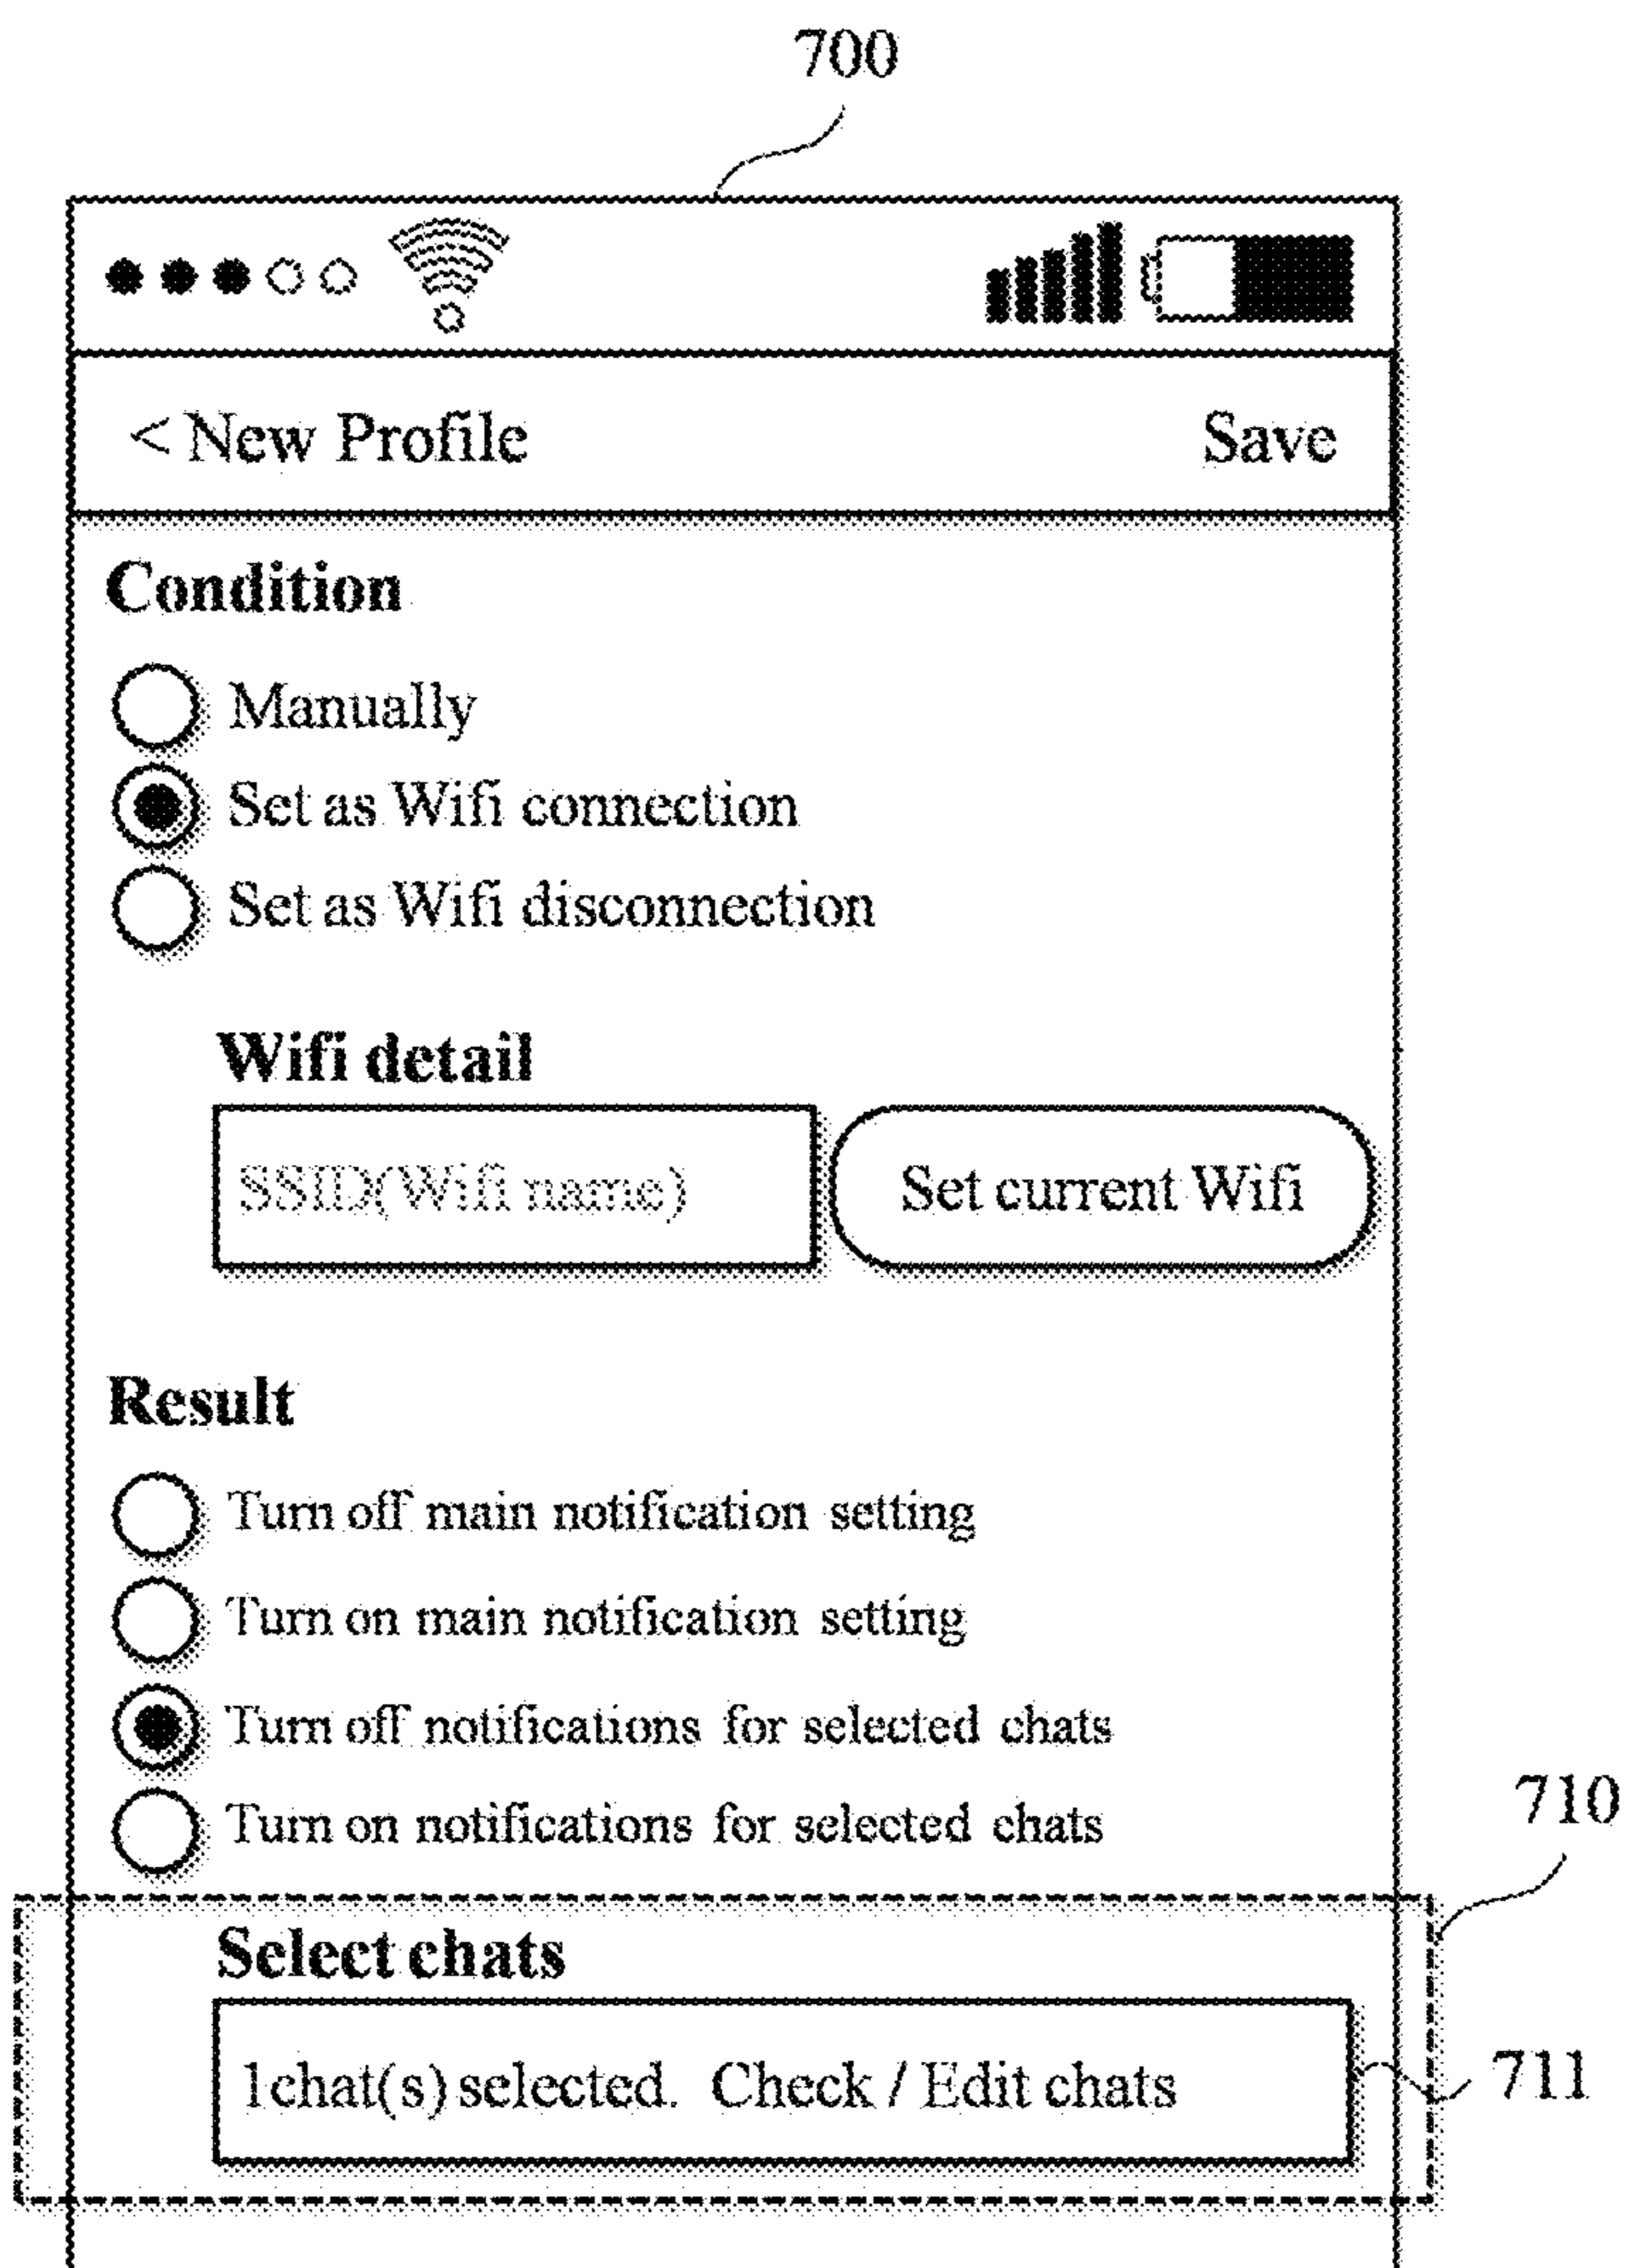 700
< New Profile Save
Condition
Manually
Set as Wifi connection
Set as Wifi disconnection
Wifi detail
SSID(Wifi name) Set current Wifi
Result
Turn off main notification setting
Turn on main notification setting
Turn off notifications for selected chats
Turn on notifications for selected chats
710
Select chats
1chat(s) selected. Check / Edit chats
711